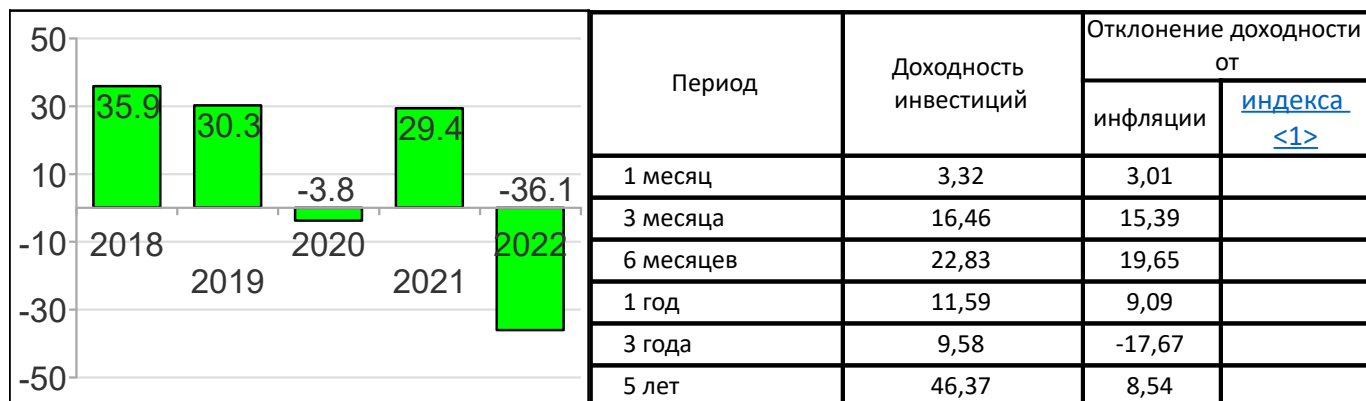 50
30
10
-10
-30
-50
35.9
30.3
-3.8
29.4
-36.1
2018
2019
2020
2021
2022
Период
Доходность
инвестиций
Отклонение доходности
от
инфляции
индекса
<1>
1 месяц 3,32 3,01
3 месяца 16,46 15,39
6 месяцев 22,83 19,65
1 год 11,59 9,09
3 года 9,58 -17,67
5 лет 46,37 8,54